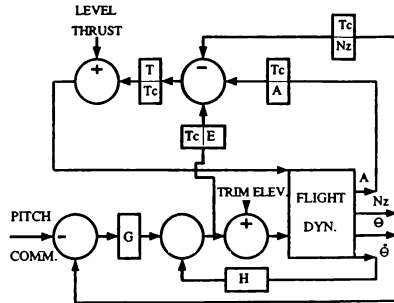 LEVEL
THRUST
Tc
Nz
+
T
Tc
-
Tc
A
Tc E
A
TRIM ELEV.
FLIGHT
DYN.
Nz
Θ
Θ̇
PITCH
COMM.
-
G
+
H